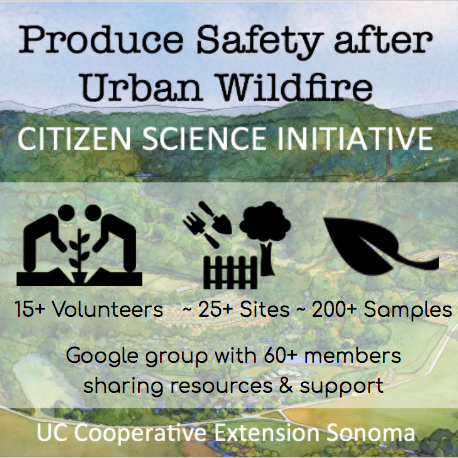 Produce Safety after
Urban Wildfire
CITIZEN SCIENCE INITIATIVE
15+ Volunteers ~ 25+ Sites ~ 200+ Samples
Google group with 60+ members
sharing resources & support
UC Cooperative Extension Sonoma